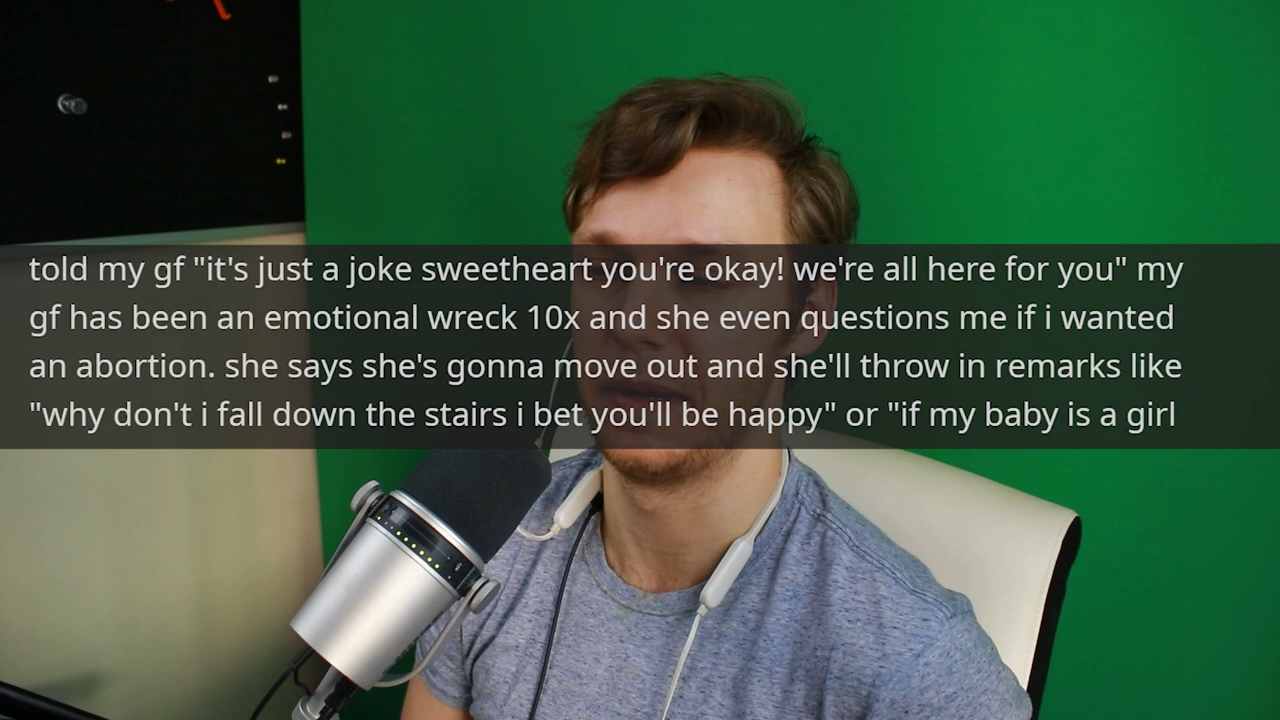 told my gf "it's just a joke sweetheart you're okay! we're all here for you" my
gf has been an emotional wreck 10x and she even questions me if i wanted
an abortion. she says she's gonna move out and she'll throw in remarks like
"why don't i fall down the stairs i bet you'll be happy" or "if my baby is a girl